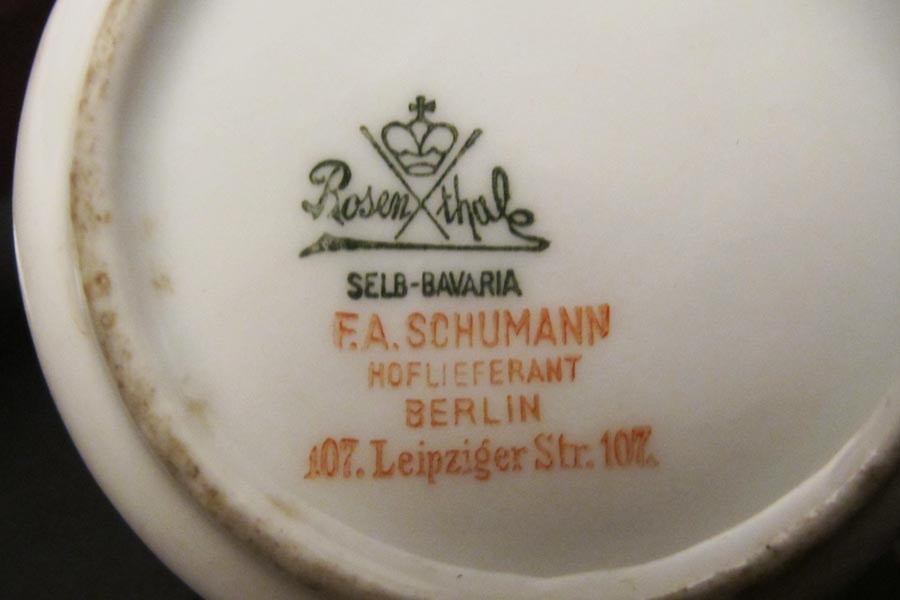 Rosenthal
SELB-BAVARIA
F.A. SCHUMANN
HOFLIEFERANT
BERLIN
107. Leipziger Str. 107.